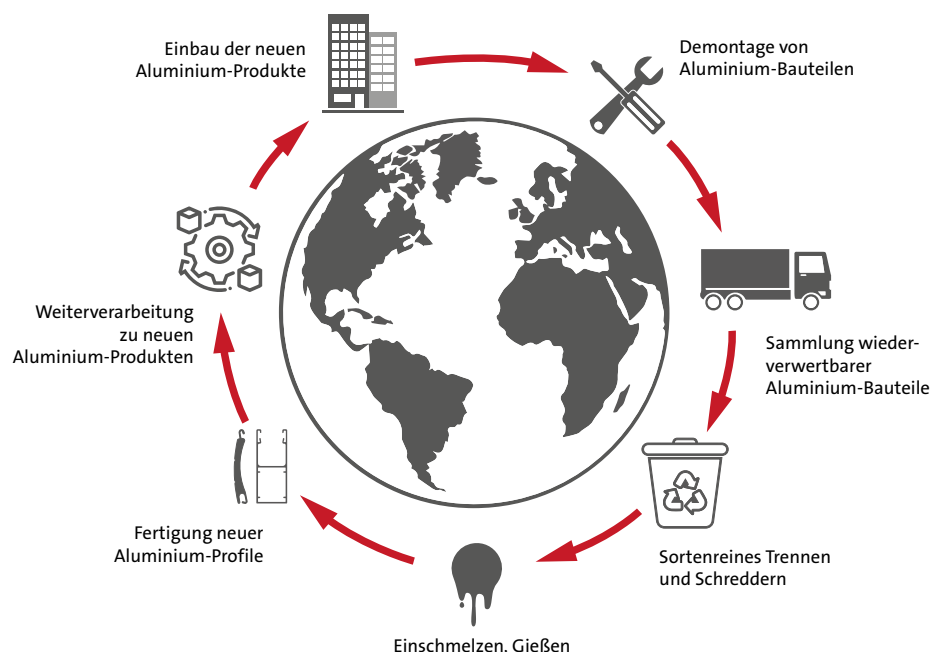 Einbau der neuen
Aluminium-Produkte
Demontage von
Aluminium-Bauteilen
Sammlung wieder-
verwertbarer
Aluminium-Bauteile
Sortenreines Trennen
und Schreddern
Einschmelzen, Gießen
Fertigung neuer
Aluminium-Profile
Weiterverarbeitung
zu neuen
Aluminium-Produkten